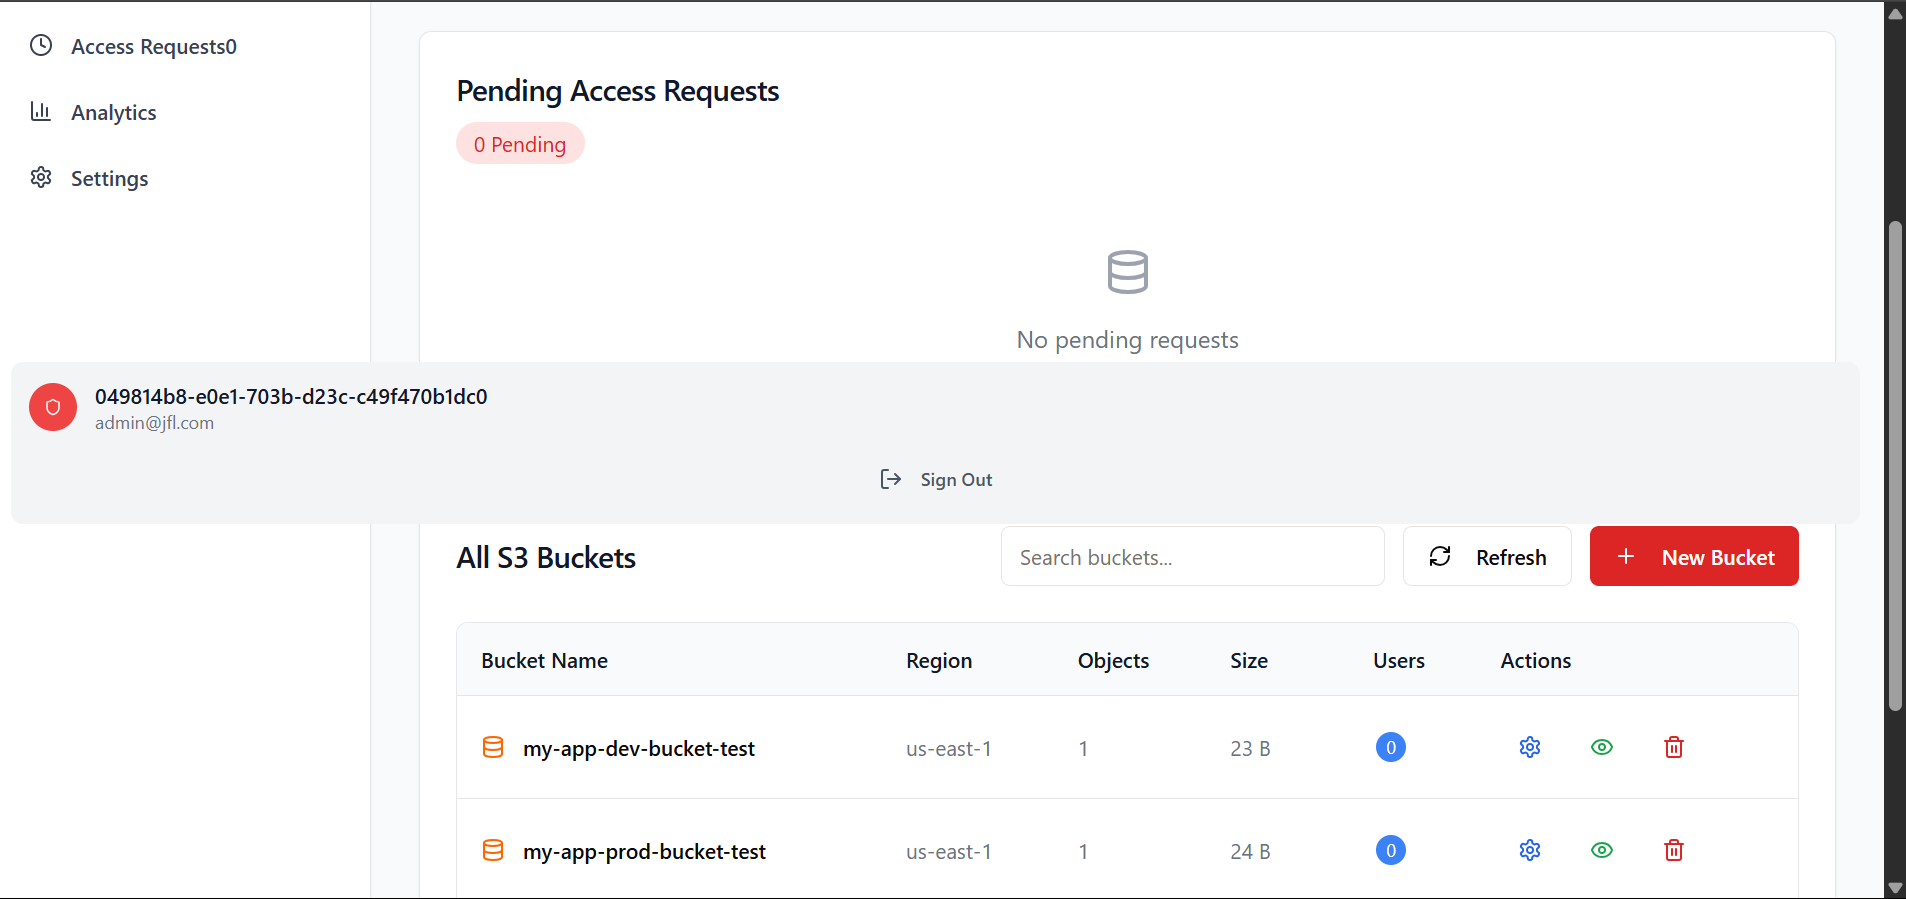 Access Requests0
Analytics
Settings
Pending Access Requests
0 Pending
No pending requests
049814b8-e0e1-703b-d23c-c49f470b1dc0
admin@jfl.com
Sign Out
All S3 Buckets
Search buckets...
Refresh
New Bucket
Bucket Name Region Objects Size Users Actions
my-app-dev-bucket-test us-east-1 1 23 B 0
my-app-prod-bucket-test us-east-1 1 24 B 0